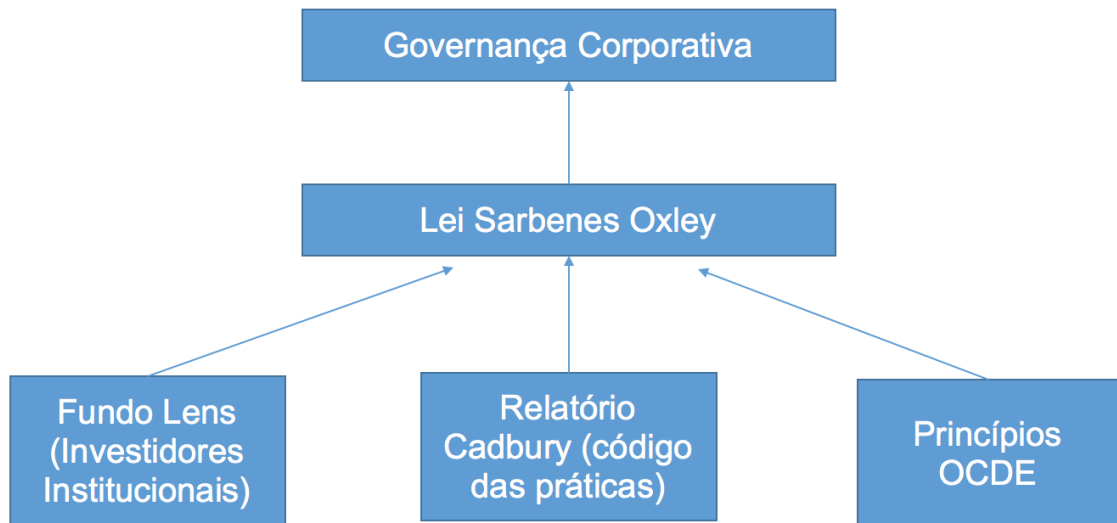 Governança Corporativa
Lei Sarbenes Oxley
Fundo Lens
(Investidores
Institucionais)
Relatório
Cadbury (código
das práticas)
Princípios
OCDE